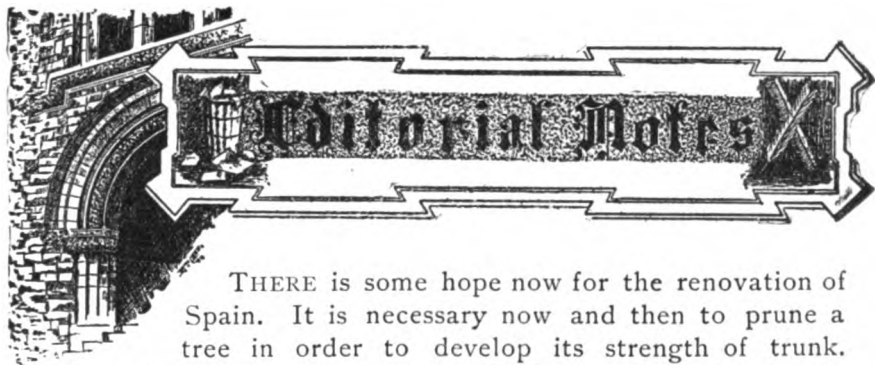 Editorial Notes
THERE is some hope now for the renovation of
Spain. It is necessary now and then to prune a
tree in order to develop its strength of trunk.